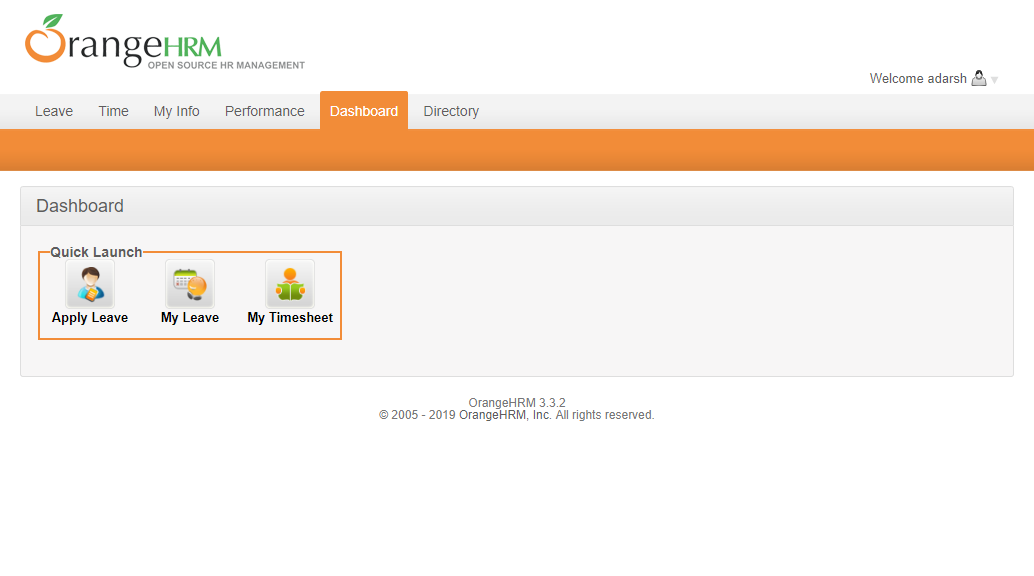 OrangeHRM
OPEN SOURCE HR MANAGEMENT
Welcome adarsh
Leave Time My Info Performance Dashboard Directory
Dashboard
Quick Launch
Apply Leave My Leave My Timesheet
OrangeHRM 3.3.2
© 2005 - 2019 OrangeHRM, Inc. All rights reserved.